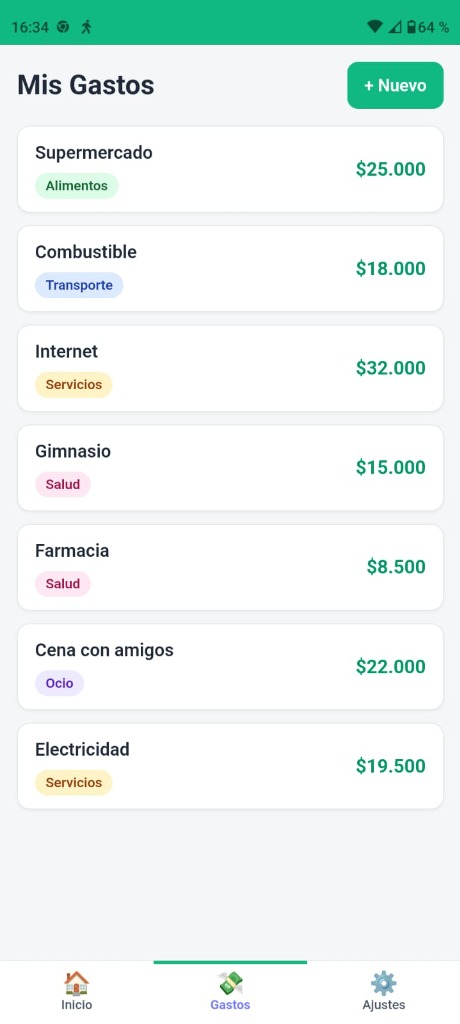 16:34 64 %
Mis Gastos
+ Nuevo
Supermercado
Alimentos
$25.000
Combustible
Transporte
$18.000
Internet
Servicios
$32.000
Gimnasio
Salud
$15.000
Farmacia
Salud
$8.500
Cena con amigos
Ocio
$22.000
Electricidad
Servicios
$19.500
Inicio
Gastos
Ajustes